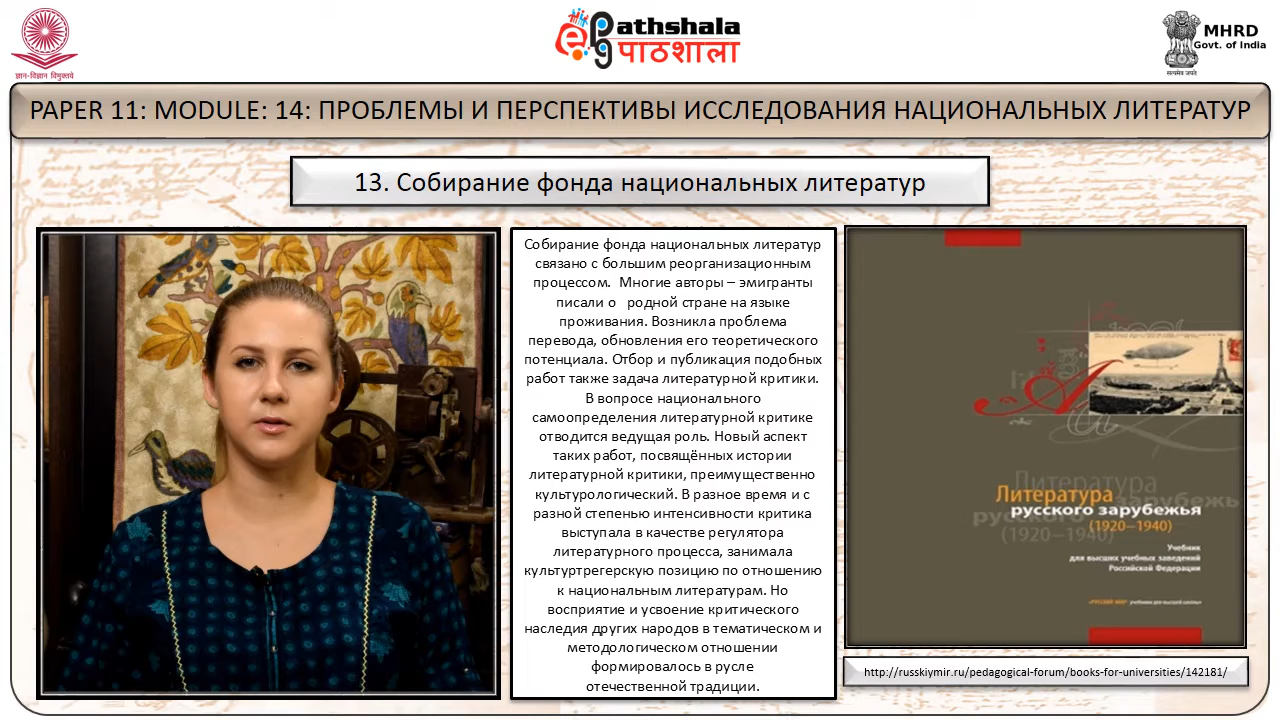 ज्ञान-विज्ञान विमुक्तये
epg Pathshala
पाठशाला
MHRD
Govt. of India
सत्यमेव जयते
PAPER 11: MODULE: 14: ПРОБЛЕМЫ И ПЕРСПЕКТИВЫ ИССЛЕДОВАНИЯ НАЦИОНАЛЬНЫХ ЛИТЕРАТУР
13. Собирание фонда национальных литератур
Собирание фонда национальных литератур
связано с большим реорганизационным
процессом. Многие авторы – эмигранты
писали о родной стране на языке
проживания. Возникла проблема
перевода, обновления его теоретического
потенциала. Отбор и публикация подобных
работ также задача литературной критики.
В вопросе национального
самоопределения литературной критике
отводится ведущая роль. Новый аспект
таких работ, посвящённых истории
литературной критики, преимущественно
культурологический. В разное время и с
разной степенью интенсивности критика
выступала в качестве регулятора
литературного процесса, занимала
культуртрегерскую позицию по отношению
к национальным литературам. Но
восприятие и усвоение критического
наследия других народов в тематическом и
методологическом отношении
формировалось в русле
отечественной традиции.
Литература
русского зарубежья
(1920–1940)
Учебник
для высших учебных заведений
Российской Федерации
http://russkiymir.ru/pedagogical-forum/books-for-universities/142181/